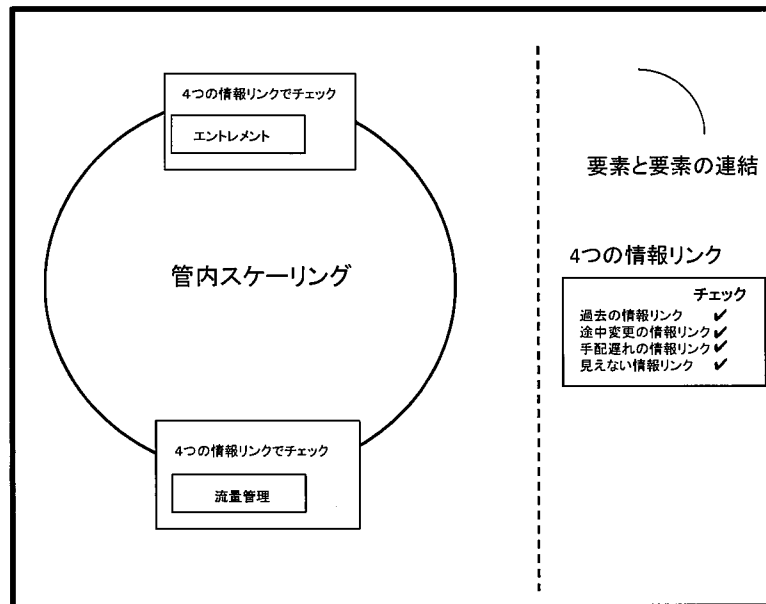 4つの情報リンクでチェック
エントレメント
管内スケーリング
4つの情報リンクでチェック
流量管理
要素と要素の連結
4つの情報リンク
チェック
過去の情報リンク ✔
途中変更の情報リンク ✔
手配遅れの情報リンク ✔
見えない情報リンク ✔